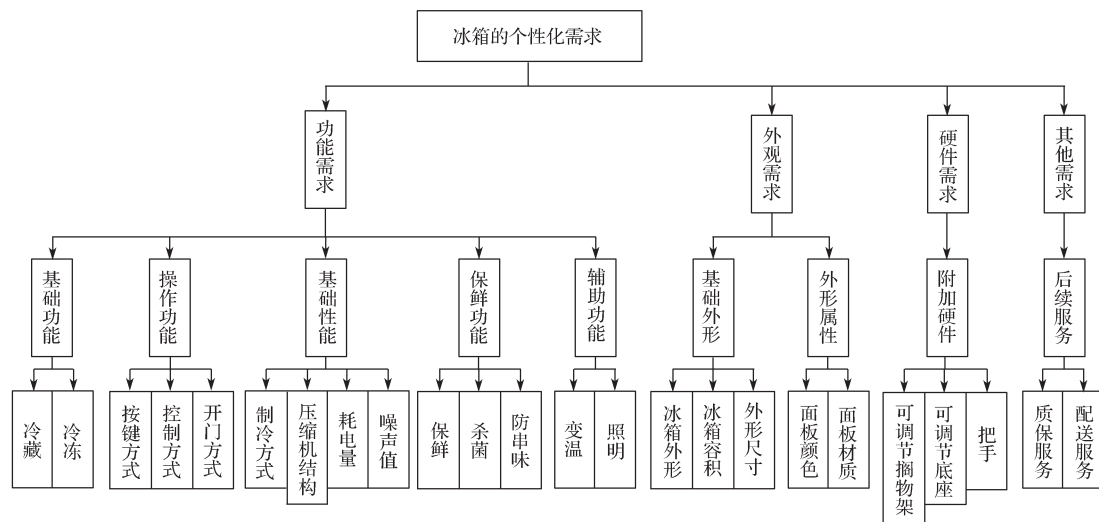 冰箱的个性化需求
功能需求
外观需求
硬件需求
其他需求
基础功能
操作功能
基础性能
保鲜功能
辅助功能
基础外形
外形属性
附加硬件
后续服务
冷藏
冷冻
按键方式
控制方式
开门方式
制冷方式
压缩机结构
耗电量
噪声值
保鲜
杀菌
防串味
变温
照明
冰箱外形
冰箱容积
外形尺寸
面板颜色
面板材质
可调节搁物架
可调节底座
把手
质保服务
配送服务